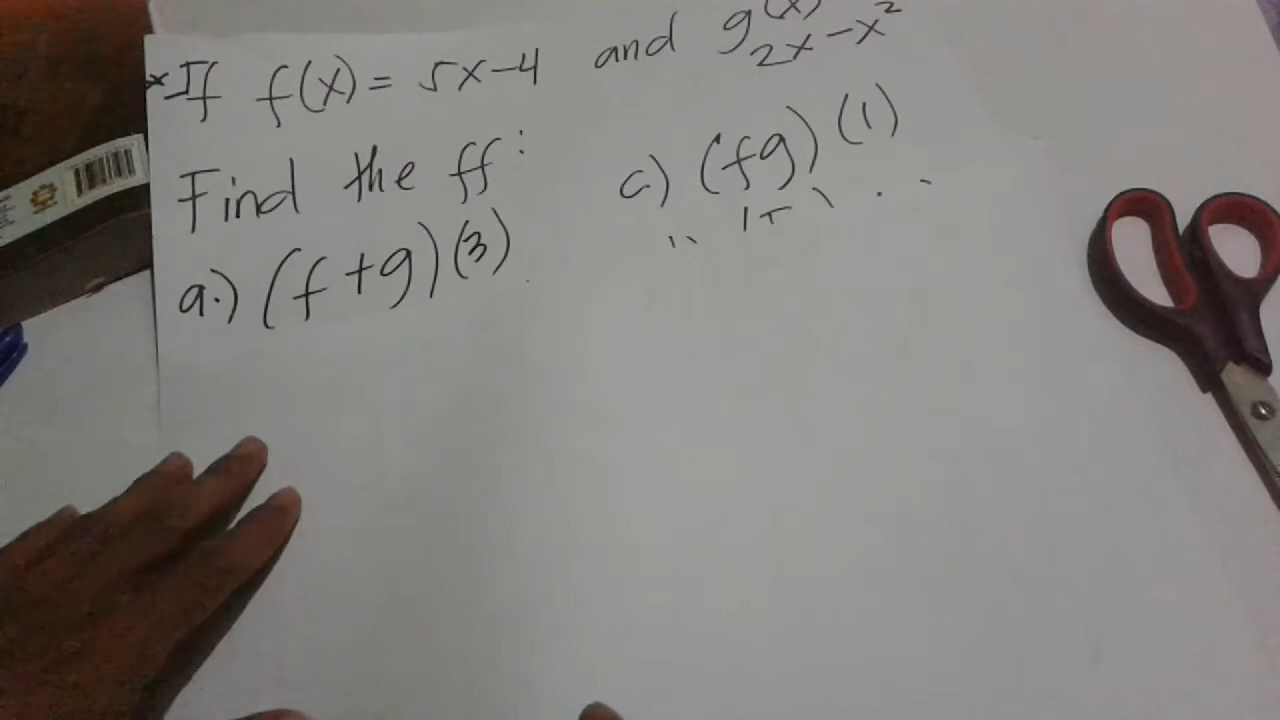 *If f(x) = 5x-4 and g(x)
2x-x²
Find the ff:
a.) (f+g)(3)
c) (fg)(1)